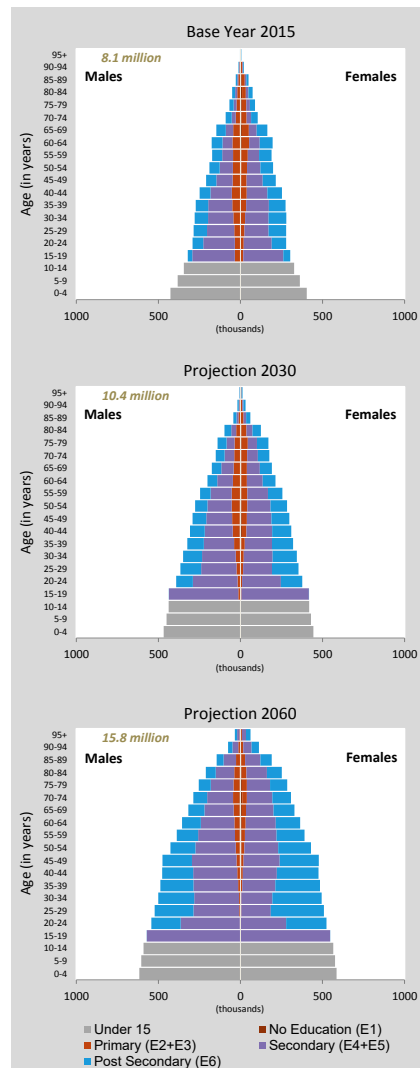 Base Year 2015
8.1 million
Males
Females
Age (in years)
95+
90-94
85-89
80-84
75-79
70-74
65-69
60-64
55-59
50-54
45-49
40-44
35-39
30-34
25-29
20-24
15-19
10-14
5-9
0-4
1000 500 0 500 1000
(thousands)
Projection 2030
10.4 million
Males
Females
Age (in years)
95+
90-94
85-89
80-84
75-79
70-74
65-69
60-64
55-59
50-54
45-49
40-44
35-39
30-34
25-29
20-24
15-19
10-14
5-9
0-4
1000 500 0 500 1000
(thousands)
Projection 2060
15.8 million
Males
Females
Age (in years)
95+
90-94
85-89
80-84
75-79
70-74
65-69
60-64
55-59
50-54
45-49
40-44
35-39
30-34
25-29
20-24
15-19
10-14
5-9
0-4
1000 500 0 500 1000
(thousands)
Under 15 No Education (E1)
Primary (E2+E3) Secondary (E4+E5)
Post Secondary (E6)